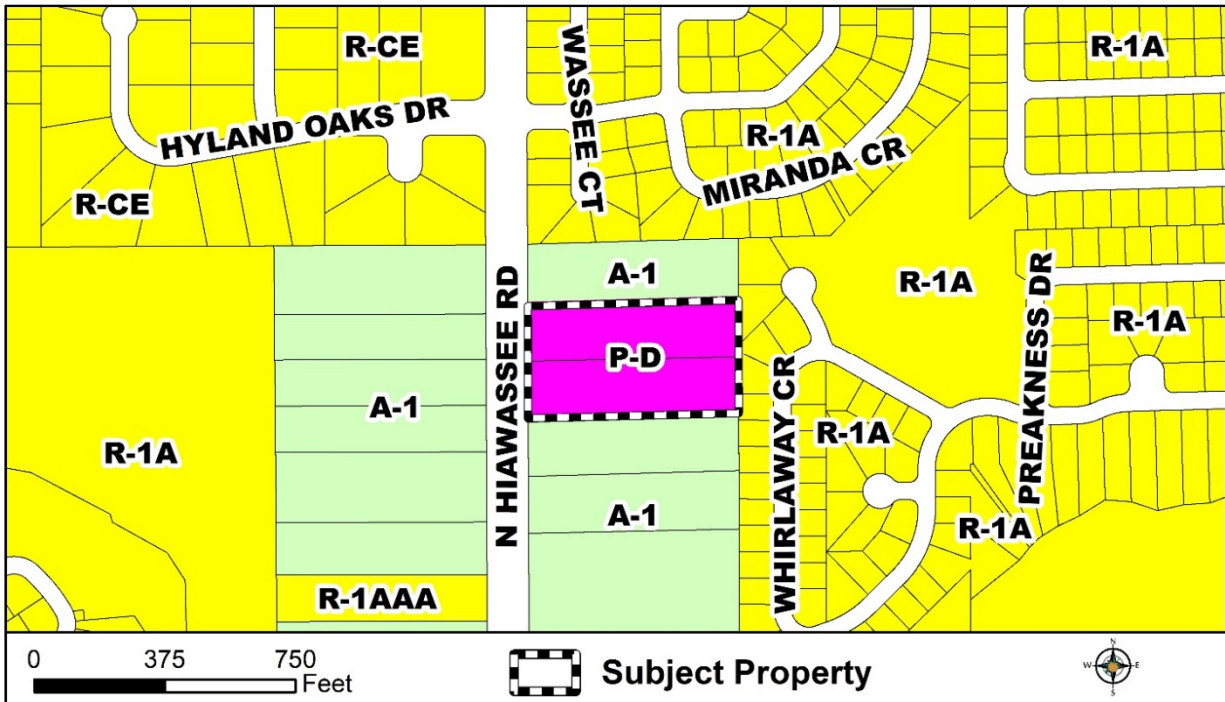 R-CE
WASSEE CT
R-1A
HYLAND OAKS DR
R-1A
MIRANDA CR
R-CE
A-1
R-1A
N HIAWASSEE RD
P-D
PREAKNESS DR
R-1A
A-1
WHIRLAWAY CR
R-1A
R-1A
A-1
R-1A
R-1AAA
0 375 750
Feet
Subject Property
N
W E
S